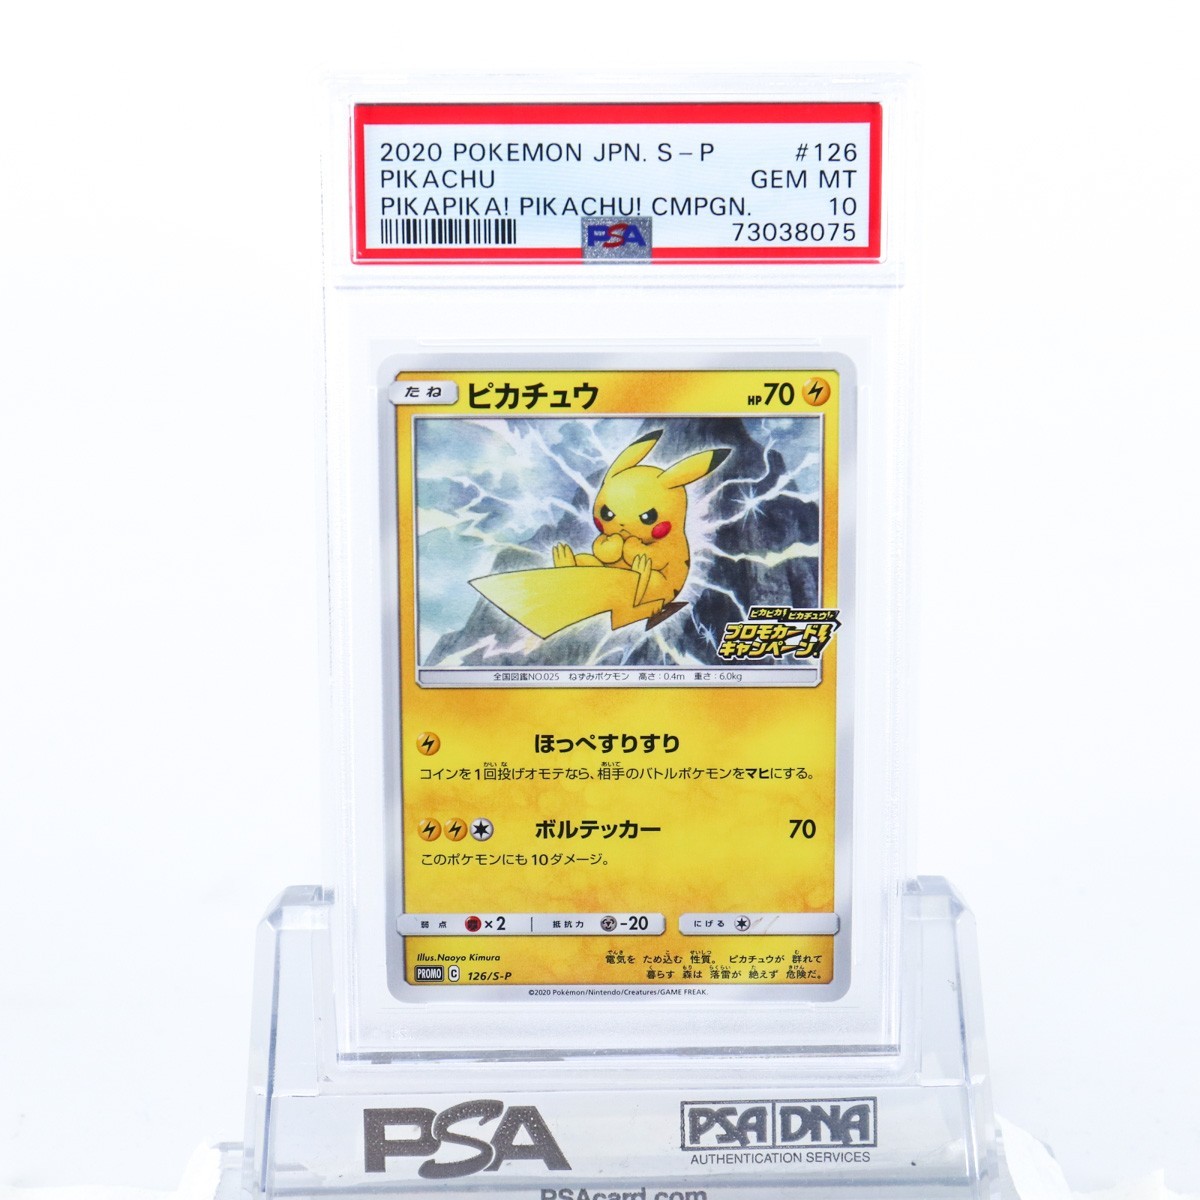 2020 POKEMON JPN. S-P #126
PIKACHU GEM MT
PIKAPIKA! PIKACHU! CMPGN. 10
PSA 73038075
たね ピカチュウ HP70
ピカピカ! ピカチュウ!
プロモカード
キャンペーン!
全国図鑑NO.025 ねずみポケモン 高さ:0.4m 重さ:6.0kg
ほっぺすりすり
コインを1回投げオモテなら、相手のバトルポケモンをマヒにする。
ボルテッカー 70
このポケモンにも10ダメージ。
弱点 ×2 抵抗力 -20 にげる
Illus.Naoyo Kimura
PROMO C 126/S-P
電気を ため込む 性質。 ピカチュウが 群れて
暮らす 森は 落雷が 絶えず 危険だ。
©2020 Pokémon/Nintendo/Creatures/GAME FREAK.
PSA
PSA DNA
AUTHENTICATION SERVICES
PSAcard.com